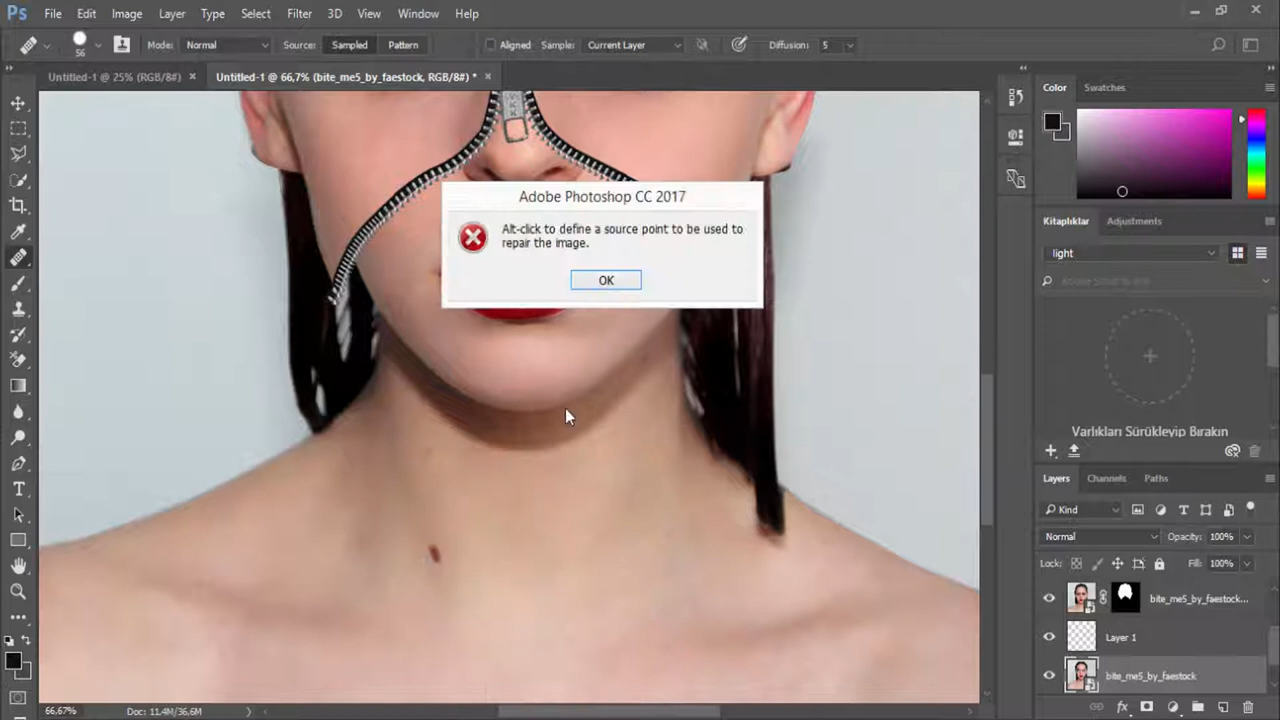 Ps File Edit Image Layer Type Select Filter 3D View Window Help
56 Mode: Normal Source: Sampled Pattern Aligned Sample: Current Layer Diffusion: 5
Untitled-1 @ 25% (RGB/8#) × Untitled-1 @ 66,7% (bite_me5_by_faestock, RGB/8#) * ×
Color Swatches
Adobe Photoshop CC 2017
Alt-click to define a source point to be used to
repair the image.
OK
Kitaplıklar Adjustments
light
Varlıkları Sürükleyip Bırakın
Layers Channels Paths
Kind
Normal Opacity: 100%
Lock: Fill: 100%
bite_me5_by_faestock...
Layer 1
bite_me5_by_faestock
66,67% Doc: 11.4M/36,6M